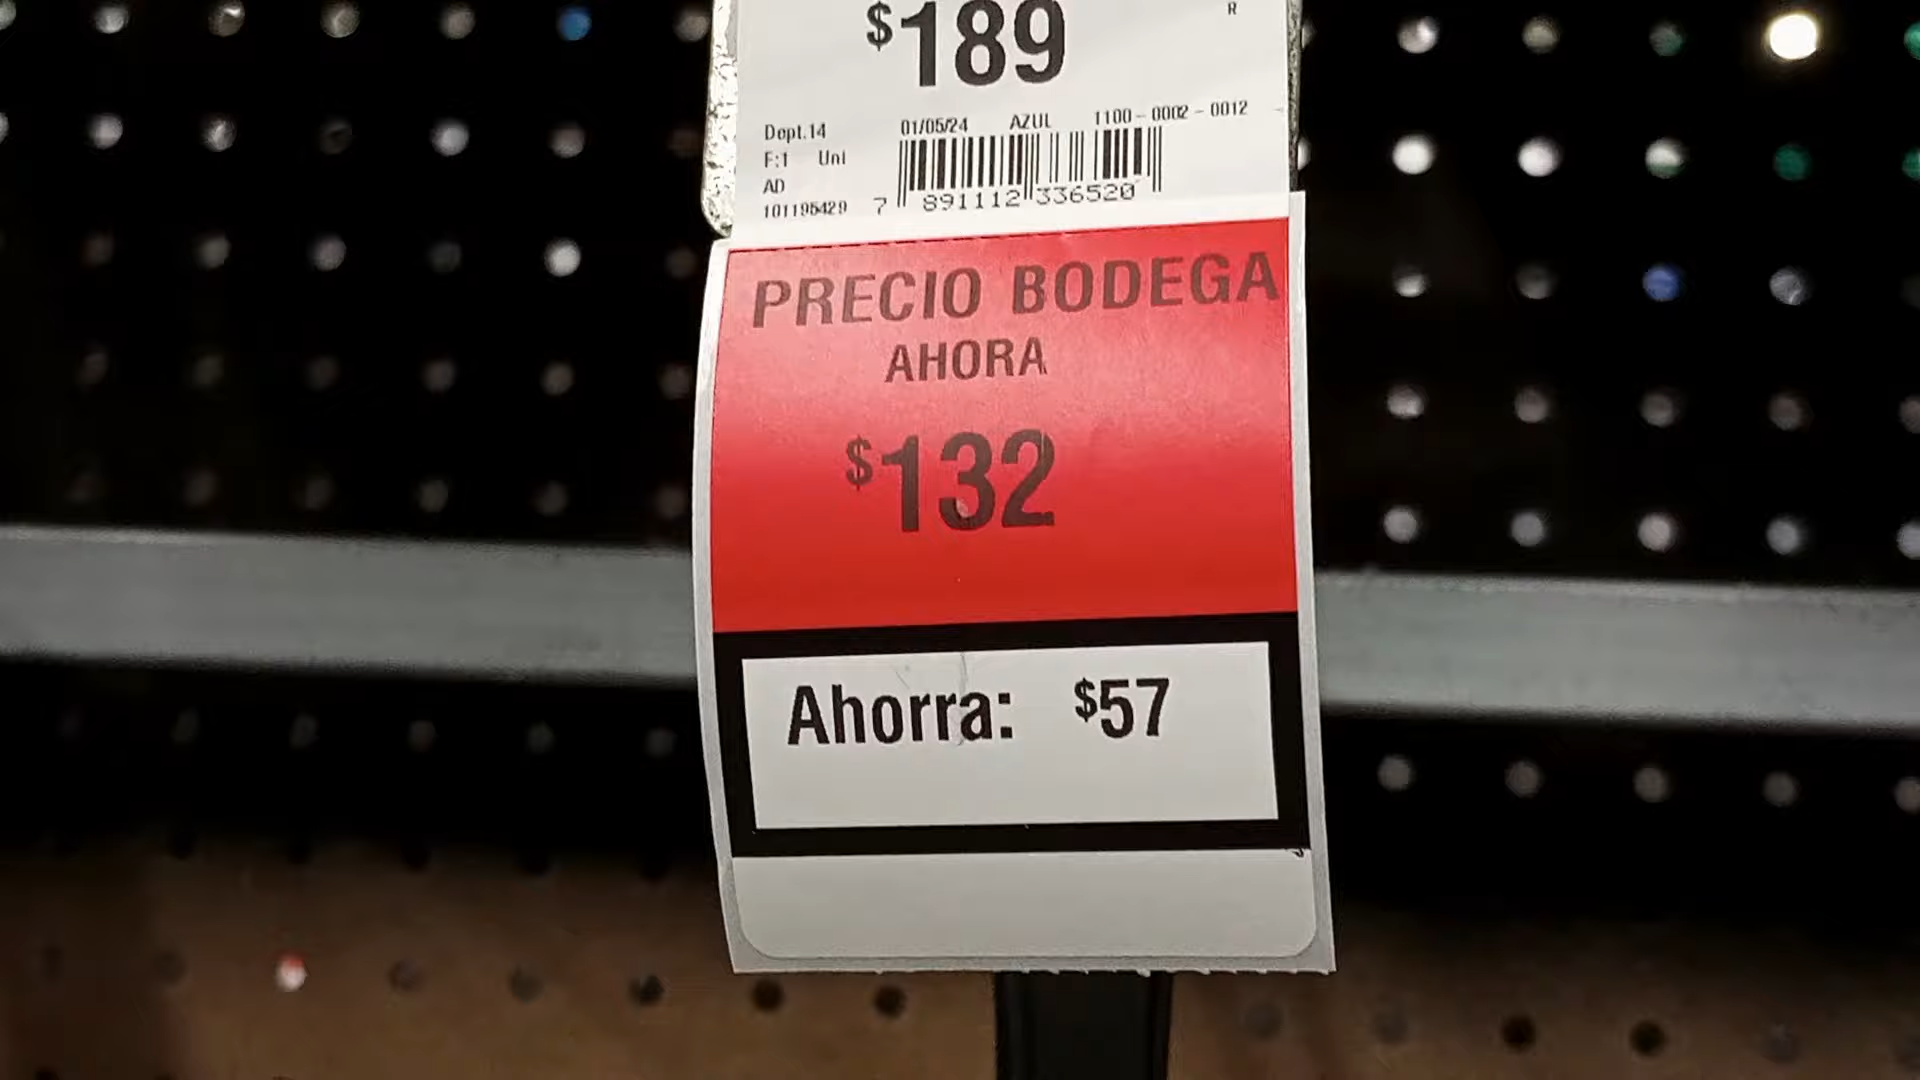 R
$189
Dept.14 01/05/24 AZUL 1100-0002-0012
F:1 Uni
AD
101195429 7 891112 336520
PRECIO BODEGA
AHORA
$132
Ahorra: $57